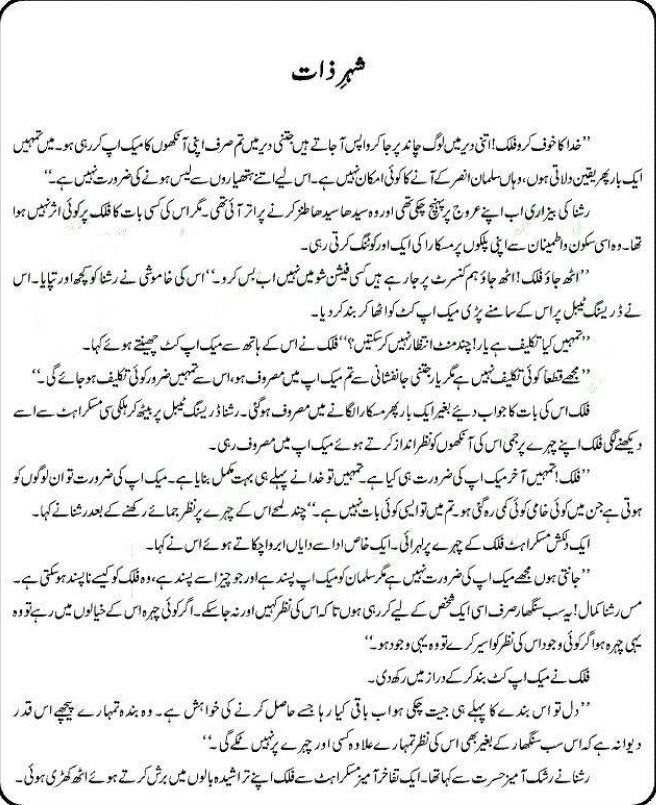 شہرِ ذات
’’خدا کا خوف کرو فلک! اتنی دیر میں لوگ چاند پر جا کر واپس آ جاتے ہیں جتنی دیر میں تم صرف اپنی آنکھوں کا میک اپ کر رہی ہو۔ میں تمہیں
ایک بار پھر یقین دلاتی ہوں، وہاں سلمان انصر کے آنے کا کوئی امکان نہیں ہے۔ اس لیے اتنے ہتھیاروں سے لیس ہونے کی ضرورت نہیں ہے۔‘‘
رشنا کی بیزاری اب اپنے عروج پر پہنچ چکی تھی اور وہ سیدھا سیدھا طنز کرنے پر اتر آئی تھی۔ مگر اس کی کسی بات کا فلک پر کوئی اثر نہیں ہوا
تھا۔ وہ اسی سکون و اطمینان سے اپنی پلکوں پر مسکارا کی ایک اور کوٹنگ کرتی رہی۔
’’اٹھ جاؤ فلک! اٹھ جاؤ ہم کنسرٹ پر جا رہے ہیں کسی فیشن شو میں نہیں اب بس کرو۔‘‘ اس کی خاموشی نے رشنا کو کچھ اور تپایا۔ اس
نے ڈریسنگ ٹیبل پر اس کے سامنے پڑی میک اپ کٹ کو اٹھا کر بند کر دیا۔
’’تمہیں کیا تکلیف ہے یار! چند منٹ انتظار نہیں کر سکتیں؟‘‘ فلک نے اس کے ہاتھ سے میک اپ کٹ چھینتے ہوئے کہا۔
’’مجھے قطعاً کوئی تکلیف نہیں ہے مگر یار جتنی جانفشانی سے تم میک اپ میں مصروف ہو، اس سے تمہیں ضرور کوئی تکلیف ہو جائے گی۔‘‘
فلک اس کی بات کا جواب دیئے بغیر ایک بار پھر مسکارا لگانے میں مصروف ہو گئی۔ رشنا ڈریسنگ ٹیبل پر بیٹھ کر ہلکی سی مسکراہٹ سے اسے
دیکھنے لگی فلک اپنے چہرے پر جمی اس کی آنکھوں کو نظر انداز کرتے ہوئے میک اپ میں مصروف رہی۔
’’فلک! تمہیں آخر میک اپ کی ضرورت ہی کیا ہے۔ تمہیں تو خدا نے پہلے ہی بہت مکمل بنایا ہے۔ میک اپ کی ضرورت تو ان لوگوں کو
ہوتی ہے جن میں کوئی خامی کوئی کمی رہ گئی ہو۔ تم میں تو ایسی کوئی بات نہیں ہے۔‘‘ چند لمحے اس کے چہرے پر نظر جمائے رکھنے کے بعد رشنا نے کہا۔
ایک دلکش مسکراہٹ فلک کے چہرے پر لہرائی۔ ایک خاص ادا سے دایاں ابرو اچکاتے ہوئے اس نے کہا۔
’’جانتی ہوں مجھے میک اپ کی ضرورت نہیں ہے مگر سلمان کو میک اپ پسند ہے اور جو چیز اسے پسند ہے، وہ فلک کو کیسے ناپسند ہو سکتی ہے۔
مس رشنا کمال! یہ سب سنگھار صرف اسی ایک شخص کے لیے کر رہی ہوں تاکہ اس کی نظر کہیں اور نہ جا سکے۔ اگر کوئی چہرہ اس کے خیالوں میں رہے تو وہ
یہی چہرہ ہو اگر کوئی وجود اس کی نظر کو اسیر کرے تو وہ یہی وجود ہو۔‘‘
فلک نے میک اپ کٹ بند کر کے دراز میں رکھ دی۔
’’دل تو اس بندے کا پہلے ہی جیت چکی ہو اب باقی کیا رہا جسے حاصل کرنے کی خواہش ہے۔ وہ بندہ تمہارے پیچھے اس قدر
دیوانہ ہے کہ اس سب سنگھار کے بغیر بھی اس کی نظر تمہارے علاوہ کسی اور چہرے پر نہیں ٹکے گی۔‘‘
رشنا نے رشک آمیز حسرت سے کہا تھا۔ ایک تفاخر آمیز مسکراہٹ سے فلک اپنے تراشیدہ بالوں میں برش کرتے ہوئے اٹھ کھڑی ہوئی۔